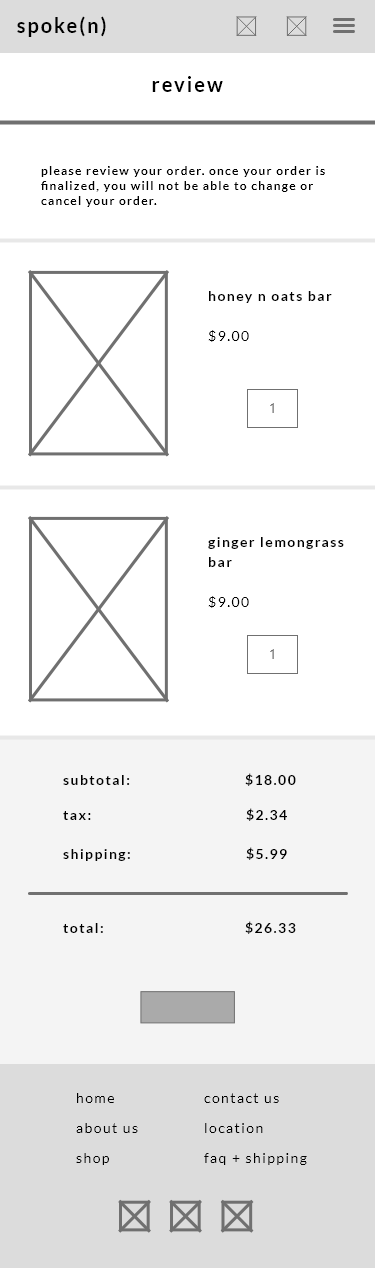 spoke(n)
review
please review your order. once your order is
finalized, you will not be able to change or
cancel your order.
honey n oats bar
$9.00
1
ginger lemongrass
bar
$9.00
1
subtotal: $18.00
tax: $2.34
shipping: $5.99
total: $26.33
home contact us
about us location
shop faq + shipping